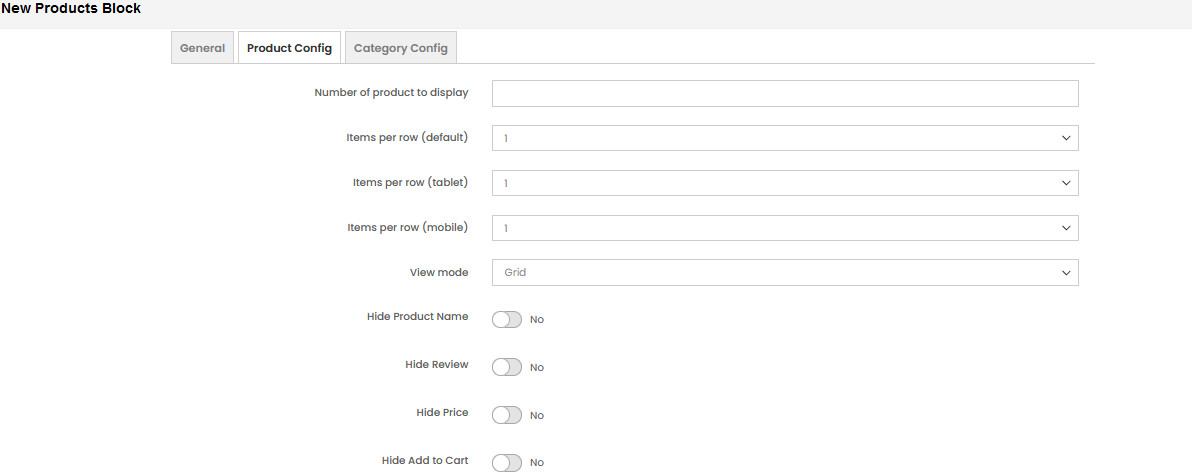 New Products Block
General Product Config Category Config
Number of product to display
Items per row (default) 1
Items per row (tablet) 1
Items per row (mobile) 1
View mode Grid
Hide Product Name No
Hide Review No
Hide Price No
Hide Add to Cart No